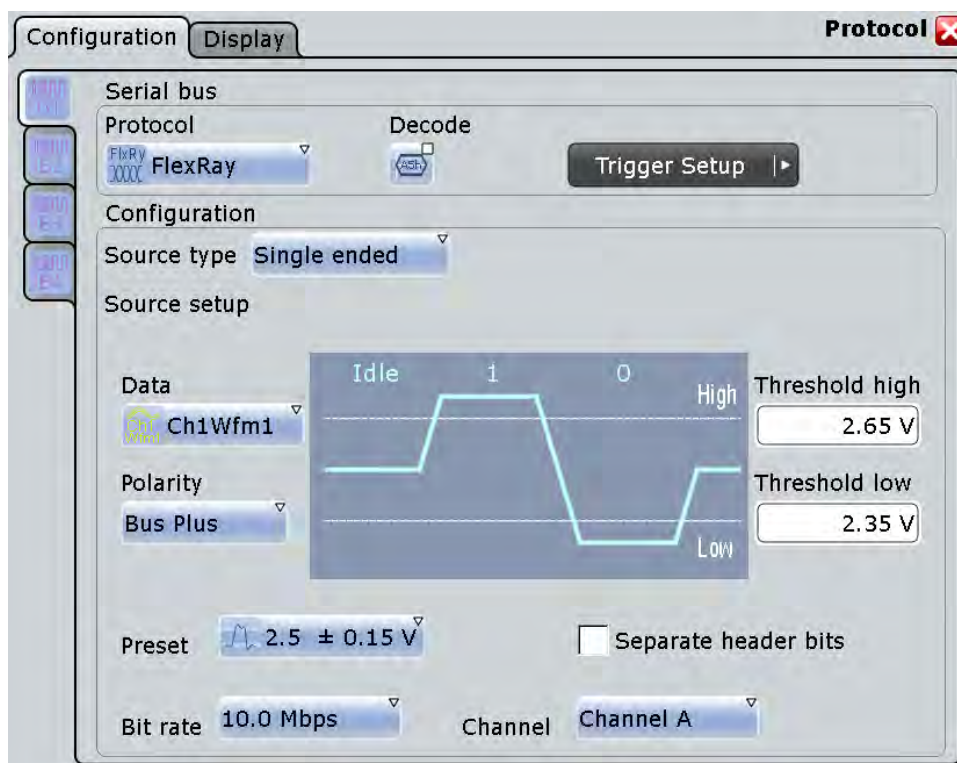 Configuration Display Protocol
Serial bus
Protocol Decode
FlxRy FlexRay Trigger Setup
Configuration
Source type Single ended
Source setup
Idle 1 0
Data High Threshold high
Ch1Wfm1 2.65 V
Polarity Threshold low
Bus Plus 2.35 V
Low
Preset 2.5 ± 0.15 V Separate header bits
Bit rate 10.0 Mbps Channel Channel A